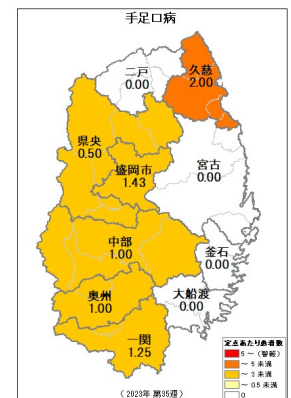 手足口病
二戸
0.00
久慈
2.00
県央
0.50
盛岡市
1.43
宮古
0.00
中部
1.00
釜石
0.00
奥州
1.00
大船渡
0.00
一関
1.25
定点あたり患者数
5 ～ (警報)
～ 5 未満
～ 2 未満
～ 0.5 未満
0
( 2023年 第35週 )